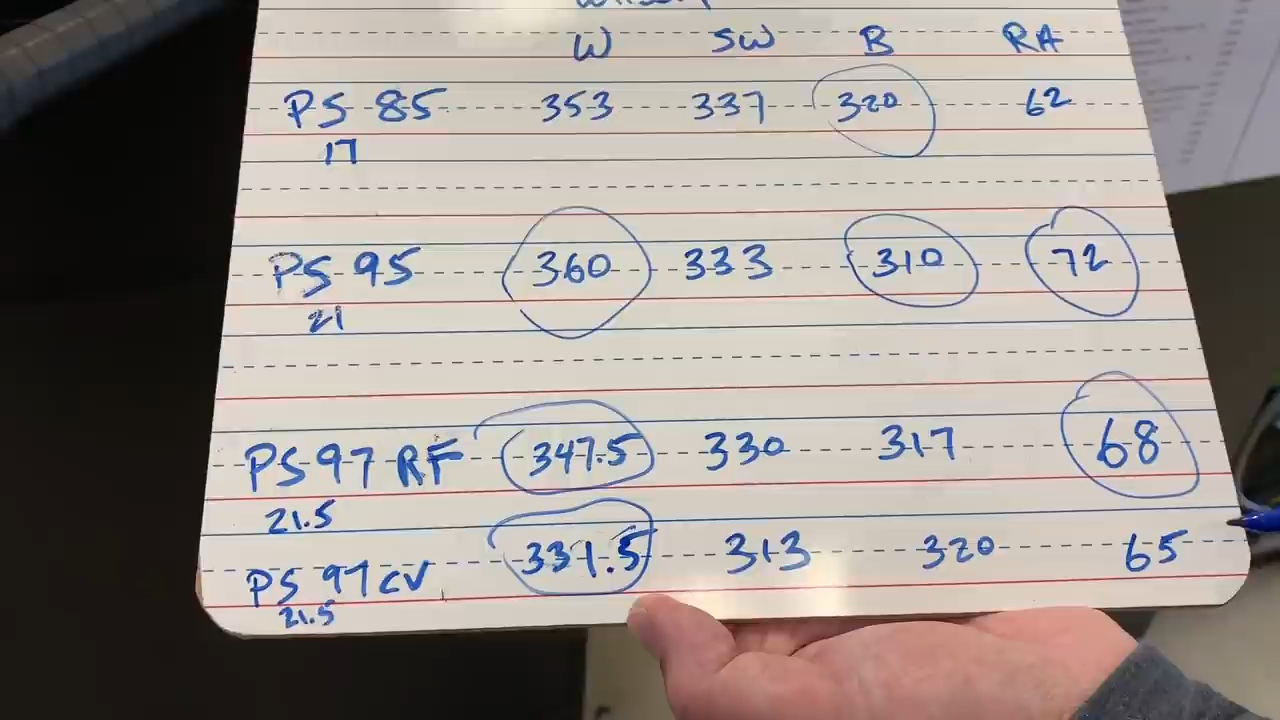 W SW B RA
PS 85 353 337 320 62
17
PS 95 360 333 310 72
21
PS 97 RF 347.5 330 317 68
21.5
PS 97 CV 331.5 313 320 65
21.5